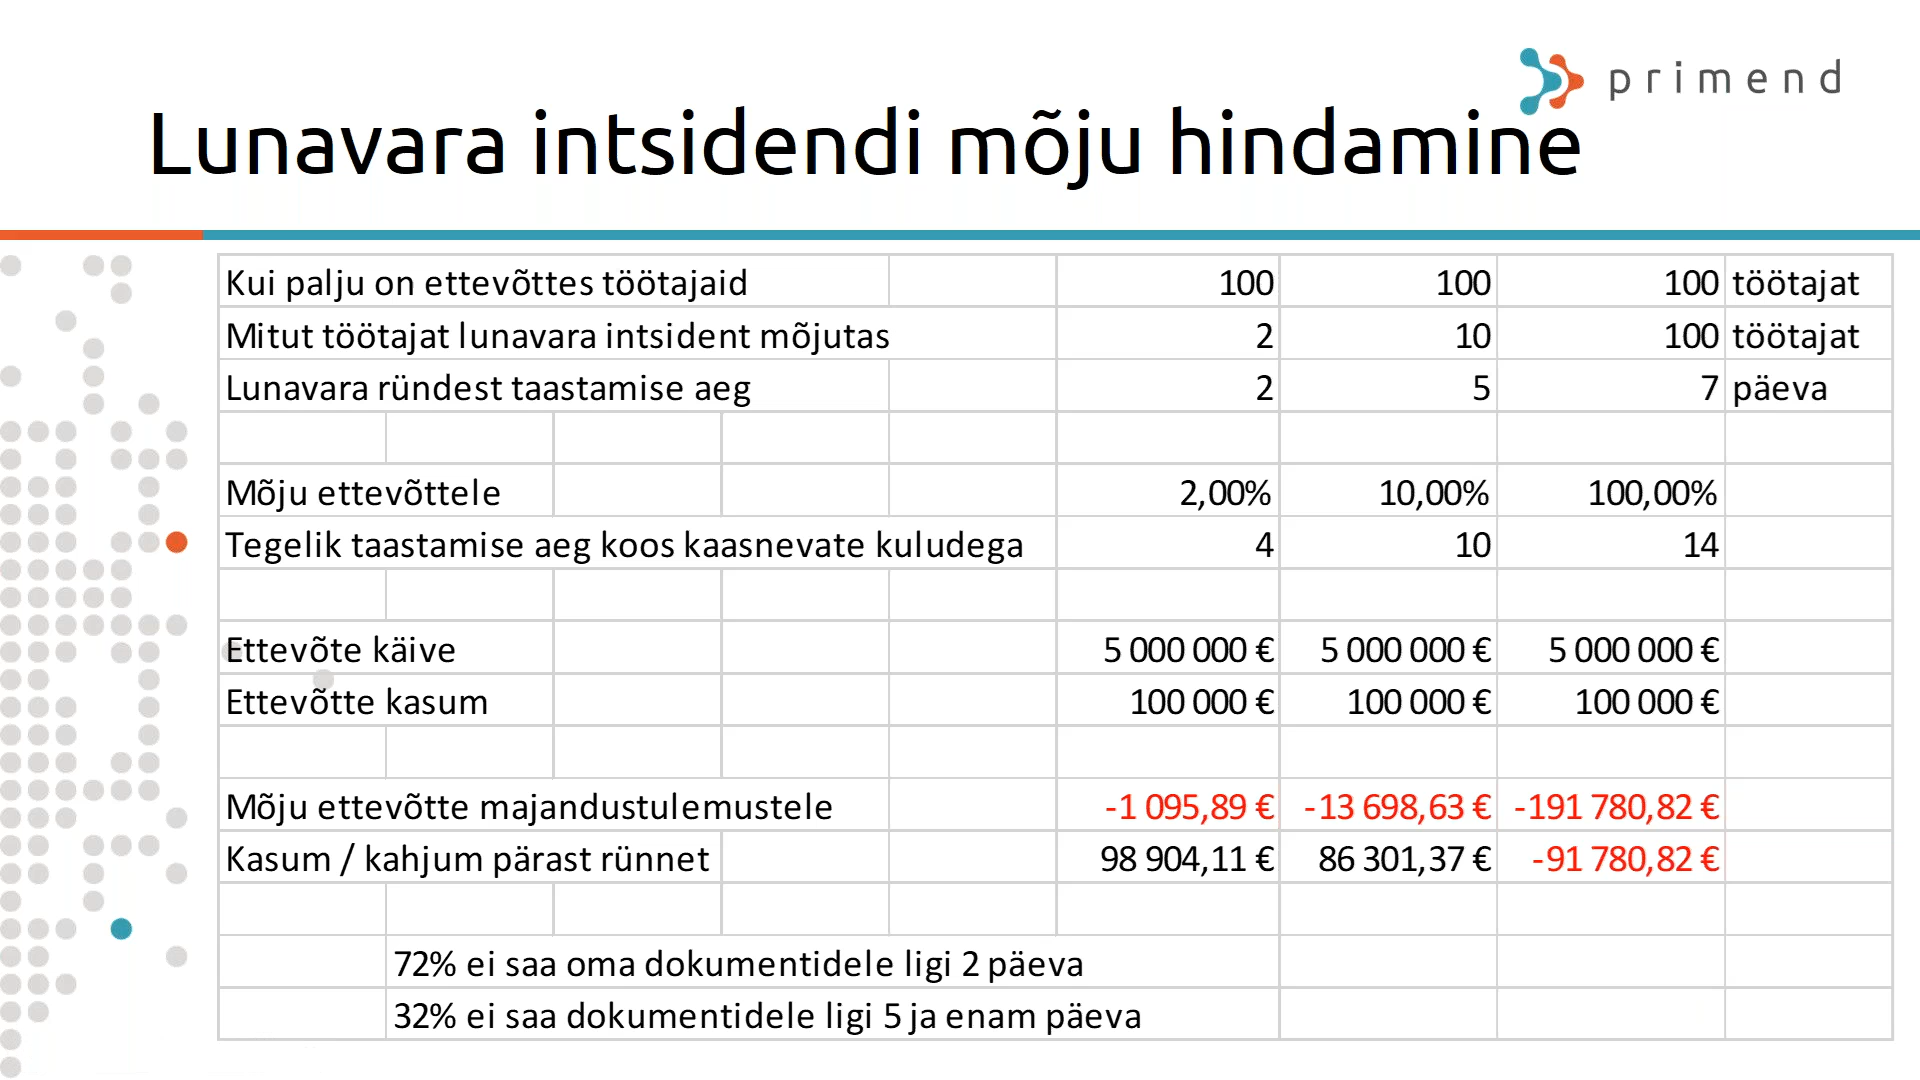 primend
Lunavara intsidendi mõju hindamine
Kui palju on ettevõttes töötajaid 100 100 100 töötajat
Mitut töötajat lunavara intsident mõjutas 2 10 100 töötajat
Lunavara ründest taastamise aeg 2 5 7 päeva
Mõju ettevõttele 2,00% 10,00% 100,00%
Tegelik taastamise aeg koos kaasnevate kuludega 4 10 14
Ettevõte käive 5 000 000 € 5 000 000 € 5 000 000 €
Ettevõtte kasum 100 000 € 100 000 € 100 000 €
Mõju ettevõtte majandustulemustele -1 095,89 € -13 698,63 € -191 780,82 €
Kasum / kahjum pärast rünnet 98 904,11 € 86 301,37 € -91 780,82 €
72% ei saa oma dokumentidele ligi 2 päeva
32% ei saa dokumentidele ligi 5 ja enam päeva